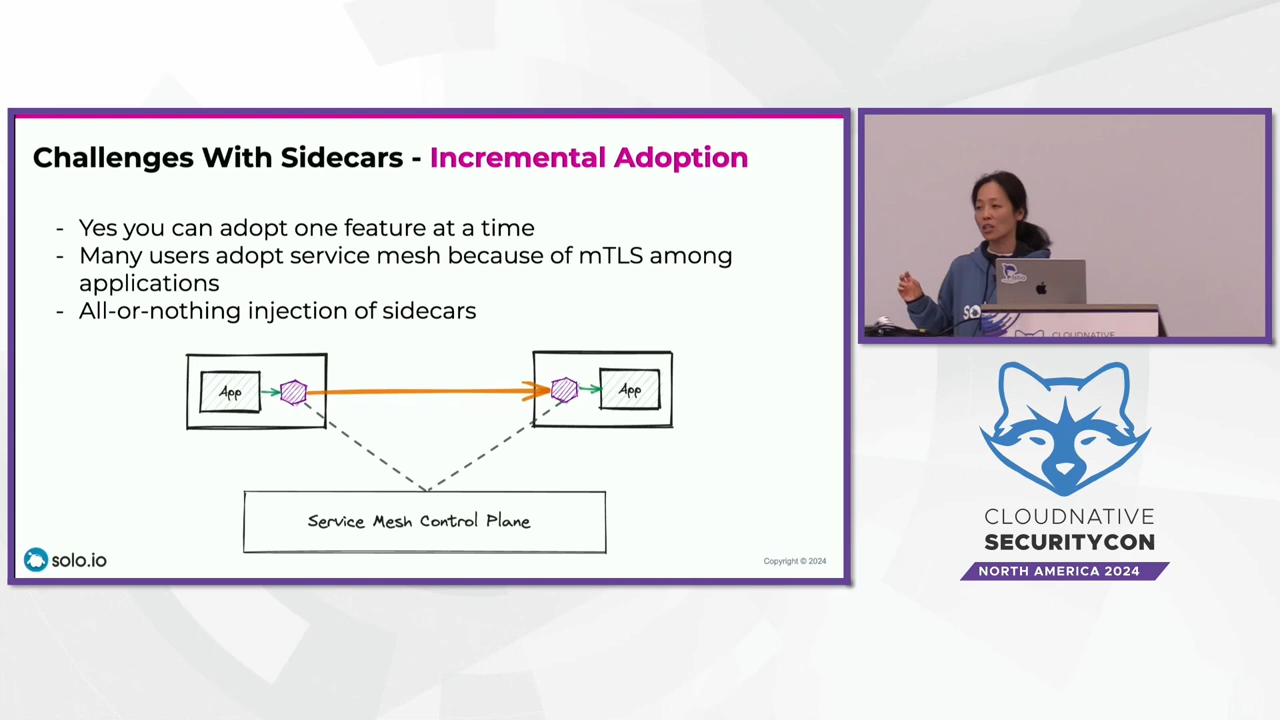 Challenges With Sidecars - Incremental Adoption
- Yes you can adopt one feature at a time
- Many users adopt service mesh because of mTLS among
applications
- All-or-nothing injection of sidecars
App
App
Service Mesh Control Plane
solo.io
Copyright © 2024
CLOUDNATIVE
CLOUDNATIVE
SECURITYCON
NORTH AMERICA 2024